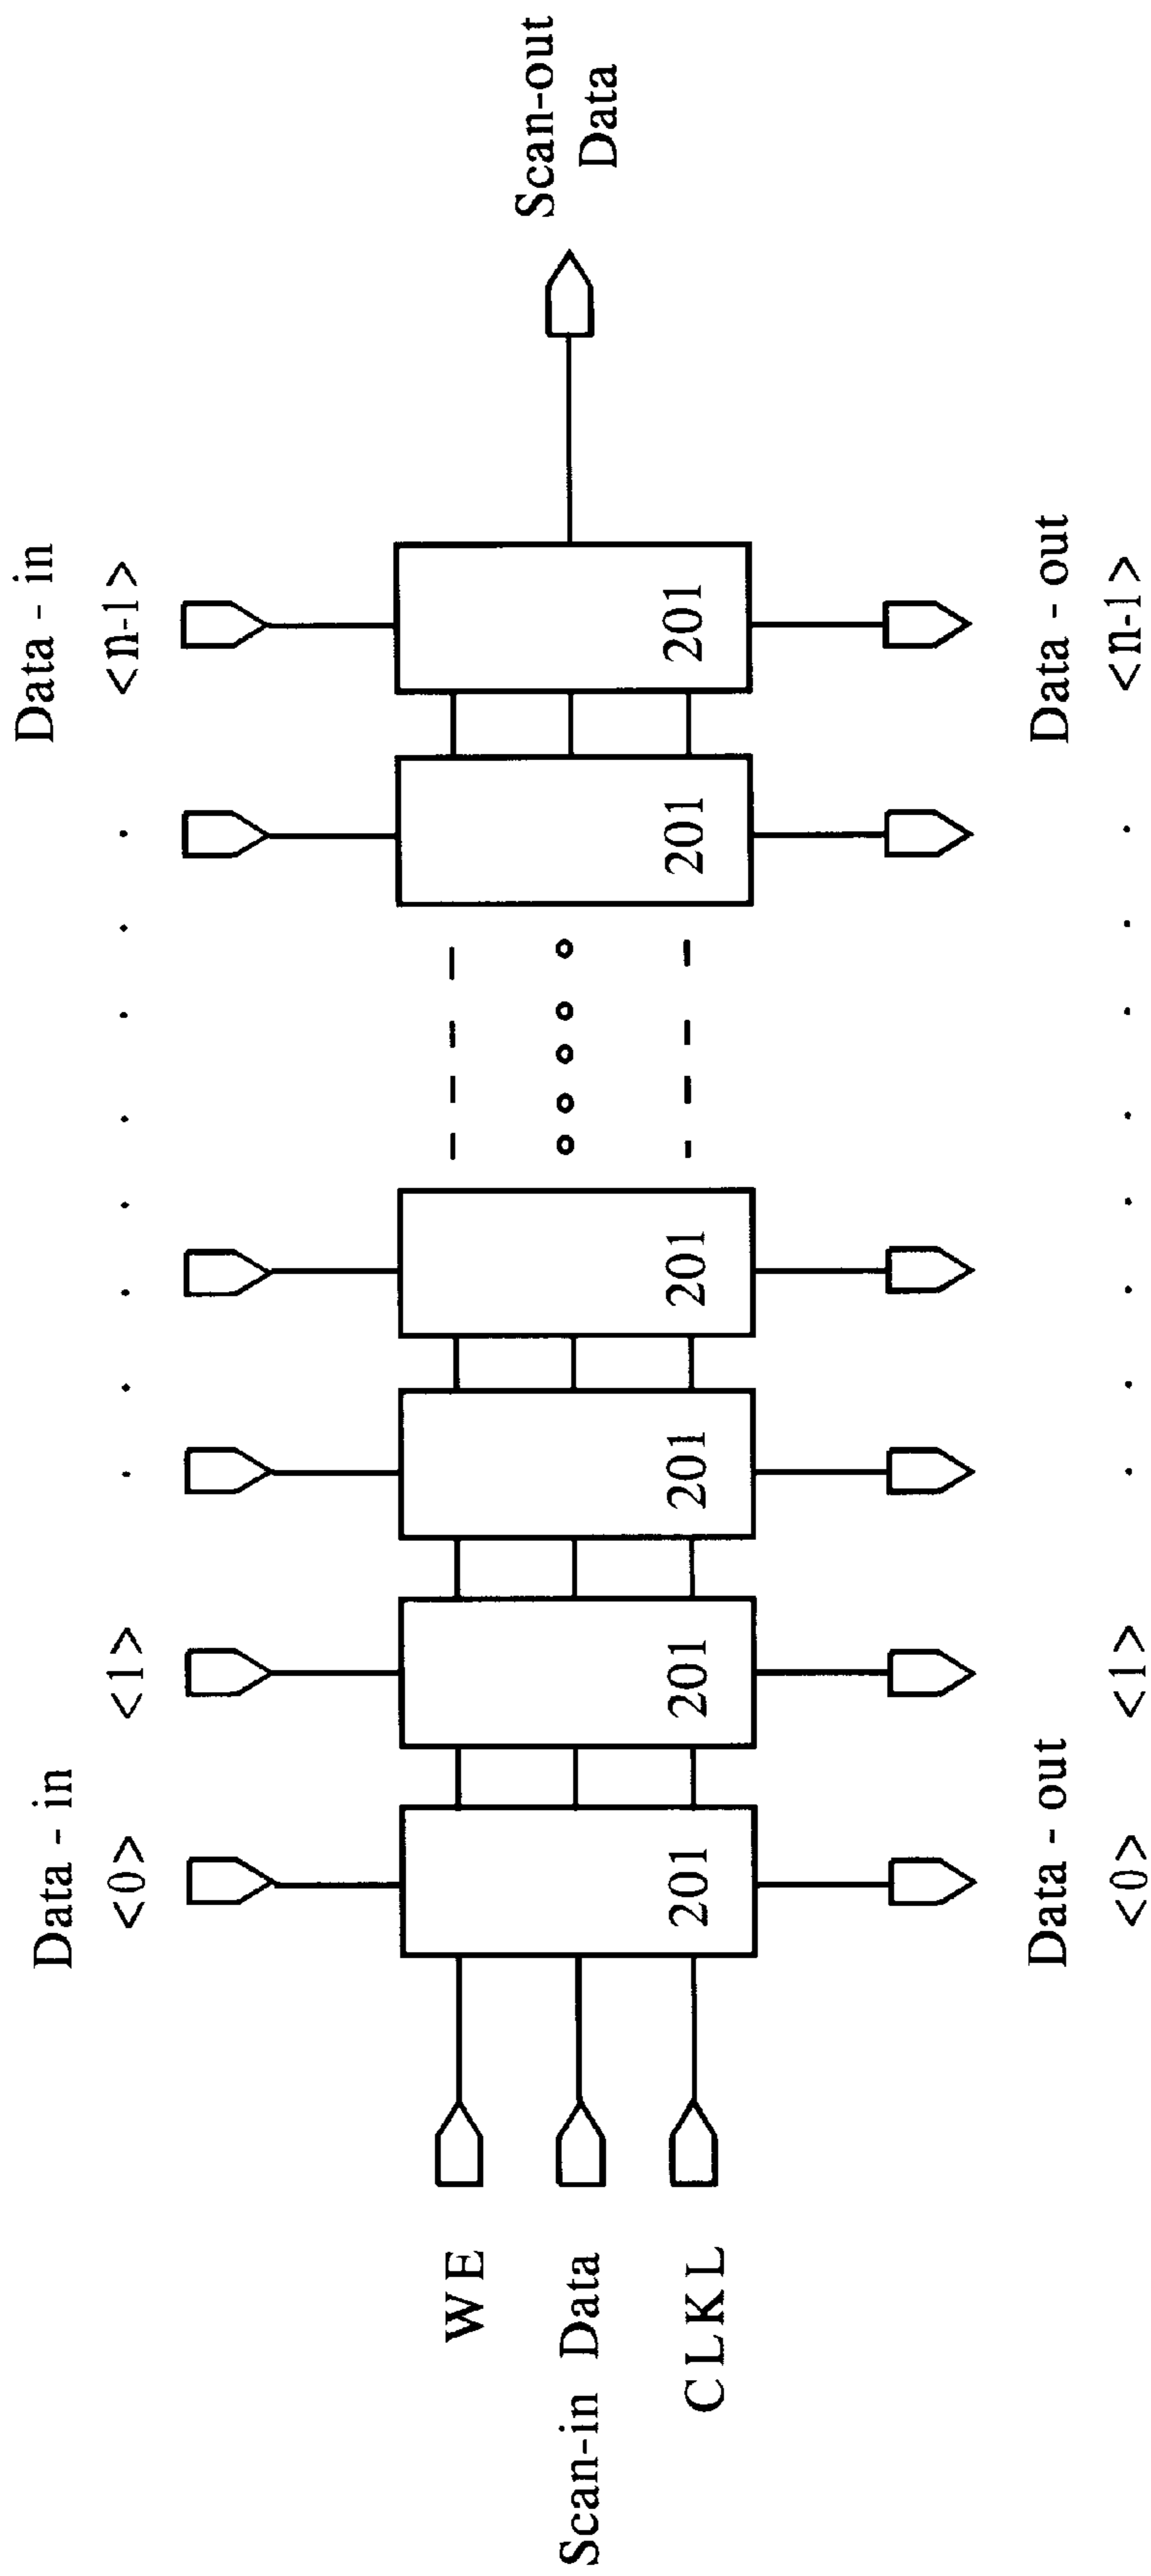 Data - in
Data - in
<0>
<1>
<n-1>
WE
Scan-in Data
CLKL
201
201
201
201
201
201
Scan-out
Data
Data - out
Data - out
<0>
<1>
<n-1>